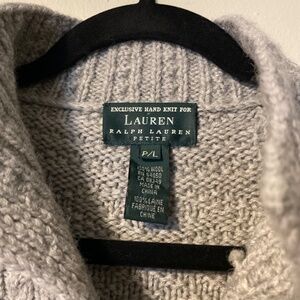 EXCLUSIVE HAND KNIT FOR
LAUREN
RALPH LAUREN
PETITE
P/L
100% WOOL
MADE IN
CHINA
100% LAINE
FABRIQUÉ EN
CHINE